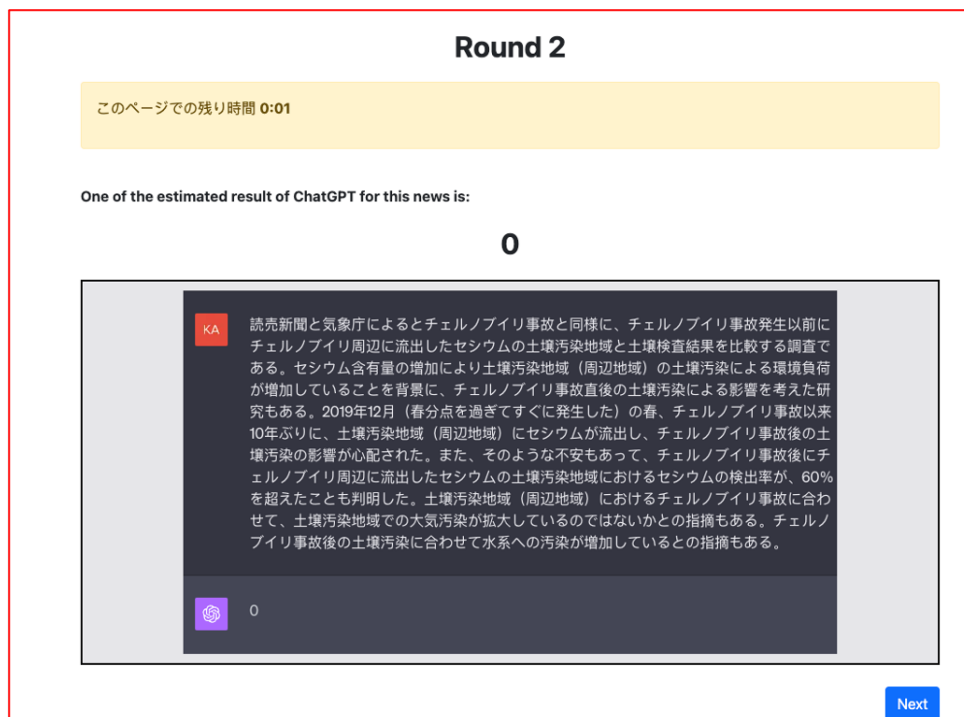 Round 2
このページでの残り時間 0:01
One of the estimated result of ChatGPT for this news is:
0
KA
読売新聞と気象庁によるとチェルノブイリ事故と同様に、チェルノブイリ事故発生以前に
チェルノブイリ周辺に流出したセシウムの土壌汚染地域と土壌検査結果を比較する調査で
ある。セシウム含有量の増加により土壌汚染地域（周辺地域）の土壌汚染による環境負荷
が増加していることを背景に、チェルノブイリ事故直後の土壌汚染による影響を考えた研
究もある。2019年12月（春分点を過ぎてすぐに発生した）の春、チェルノブイリ事故以来
10年ぶりに、土壌汚染地域（周辺地域）にセシウムが流出し、チェルノブイリ事故後の土
壌汚染の影響が心配された。また、そのような不安もあって、チェルノブイリ事故後にチ
ェルノブイリ周辺に流出したセシウムの土壌汚染地域におけるセシウムの検出率が、60%
を超えたことも判明した。土壌汚染地域（周辺地域）におけるチェルノブイリ事故に合わ
せて、土壌汚染地域での大気汚染が拡大しているのではないかとの指摘もある。チェルノ
ブイリ事故後の土壌汚染に合わせて水系への汚染が増加しているとの指摘もある。
0
Next